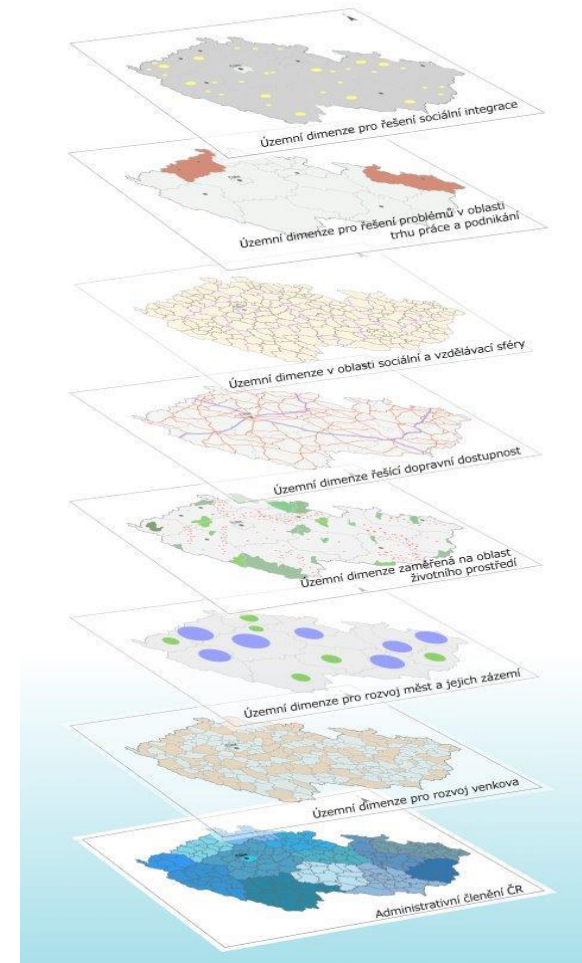 Územní dimenze pro řešení sociální integrace
Územní dimenze pro řešení problémů v oblasti
trhu práce a podnikání
Územní dimenze v oblasti sociální a vzdělávací sféry
Územní dimenze řešící dopravní dostupnost
Územní dimenze zaměřená na oblast
životního prostředí
Územní dimenze pro rozvoj měst a jejich zázemí
Územní dimenze pro rozvoj venkova
Administrativní členění ČR